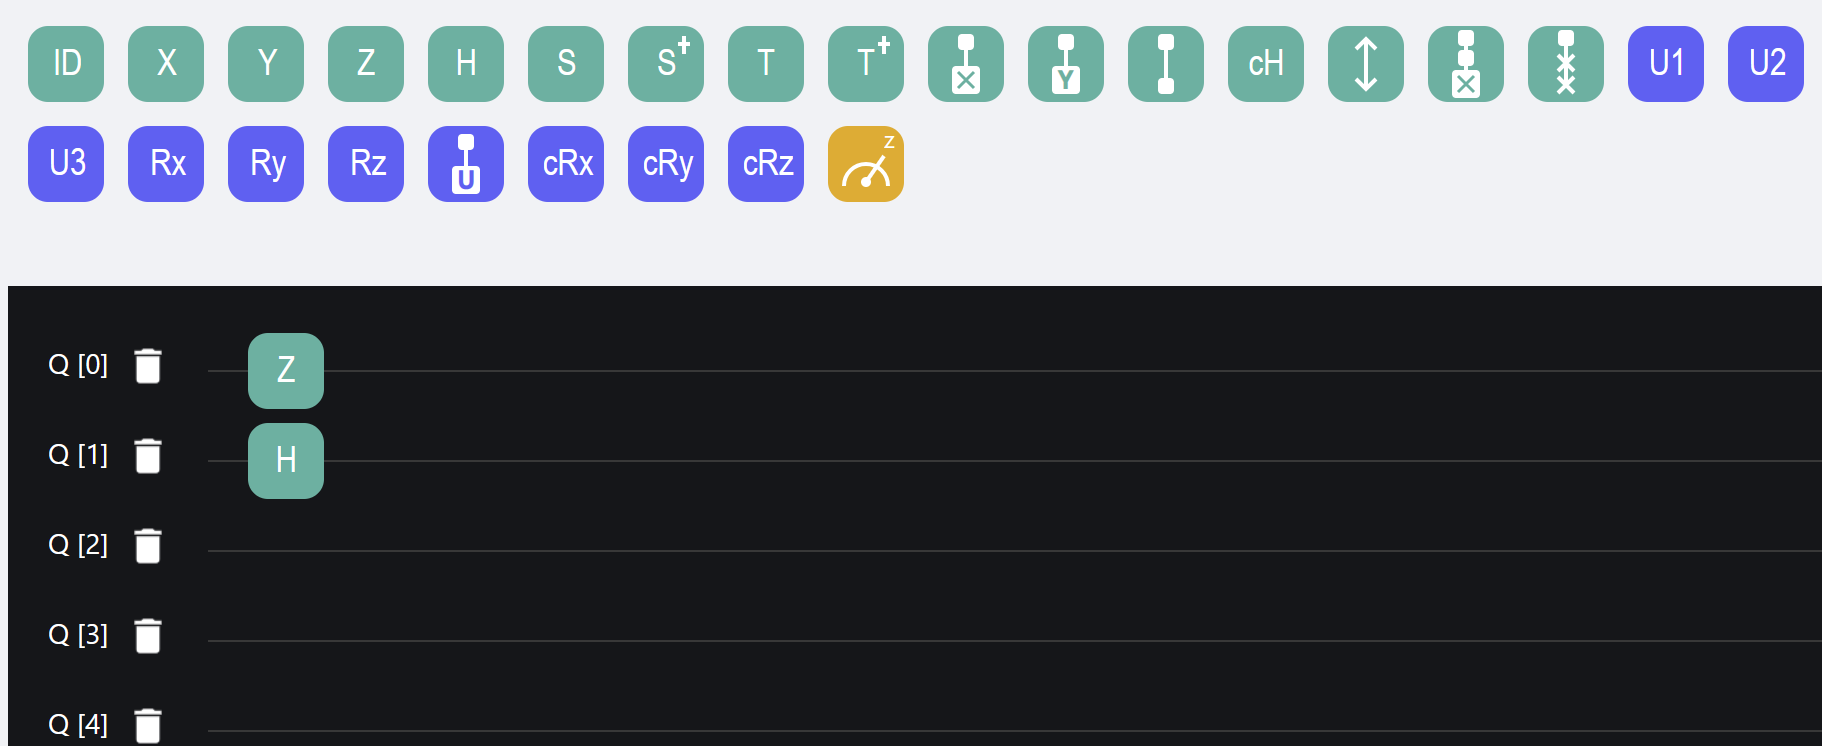 ID X Y Z H S S† T T† X Y cH X U1 U2
U3 Rx Ry Rz U cRx cRy cRz z
Q [0] Z
Q [1] H
Q [2]
Q [3]
Q [4]